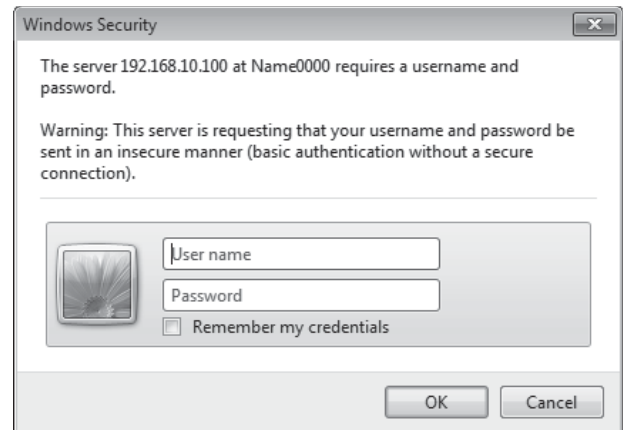 Windows Security
The server 192.168.10.100 at Name0000 requires a username and
password.
Warning: This server is requesting that your username and password be
sent in an insecure manner (basic authentication without a secure
connection).
User name
Password
Remember my credentials
OK
Cancel